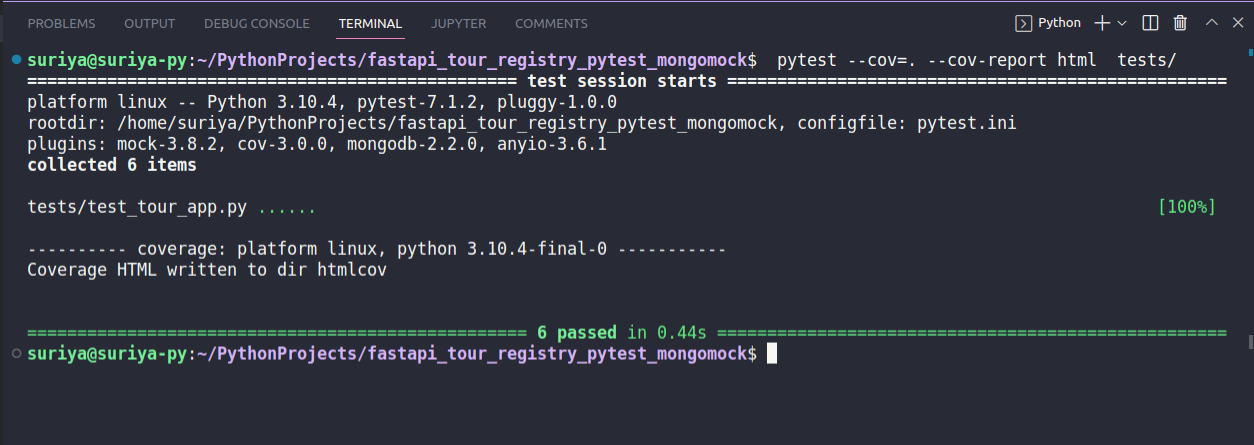 PROBLEMS OUTPUT DEBUG CONSOLE TERMINAL JUPYTER COMMENTS Python
suriya@suriya-py:~/PythonProjects/fastapi_tour_registry_pytest_mongomock$  pytest --cov=. --cov-report html  tests/
================================================= test session starts ==================================================
platform linux -- Python 3.10.4, pytest-7.1.2, pluggy-1.0.0
rootdir: /home/suriya/PythonProjects/fastapi_tour_registry_pytest_mongomock, configfile: pytest.ini
plugins: mock-3.8.2, cov-3.0.0, mongodb-2.2.0, anyio-3.6.1
collected 6 items
tests/test_tour_app.py ...... [100%]
---------- coverage: platform linux, python 3.10.4-final-0 -----------
Coverage HTML written to dir htmlcov
================================================== 6 passed in 0.44s ===================================================
suriya@suriya-py:~/PythonProjects/fastapi_tour_registry_pytest_mongomock$